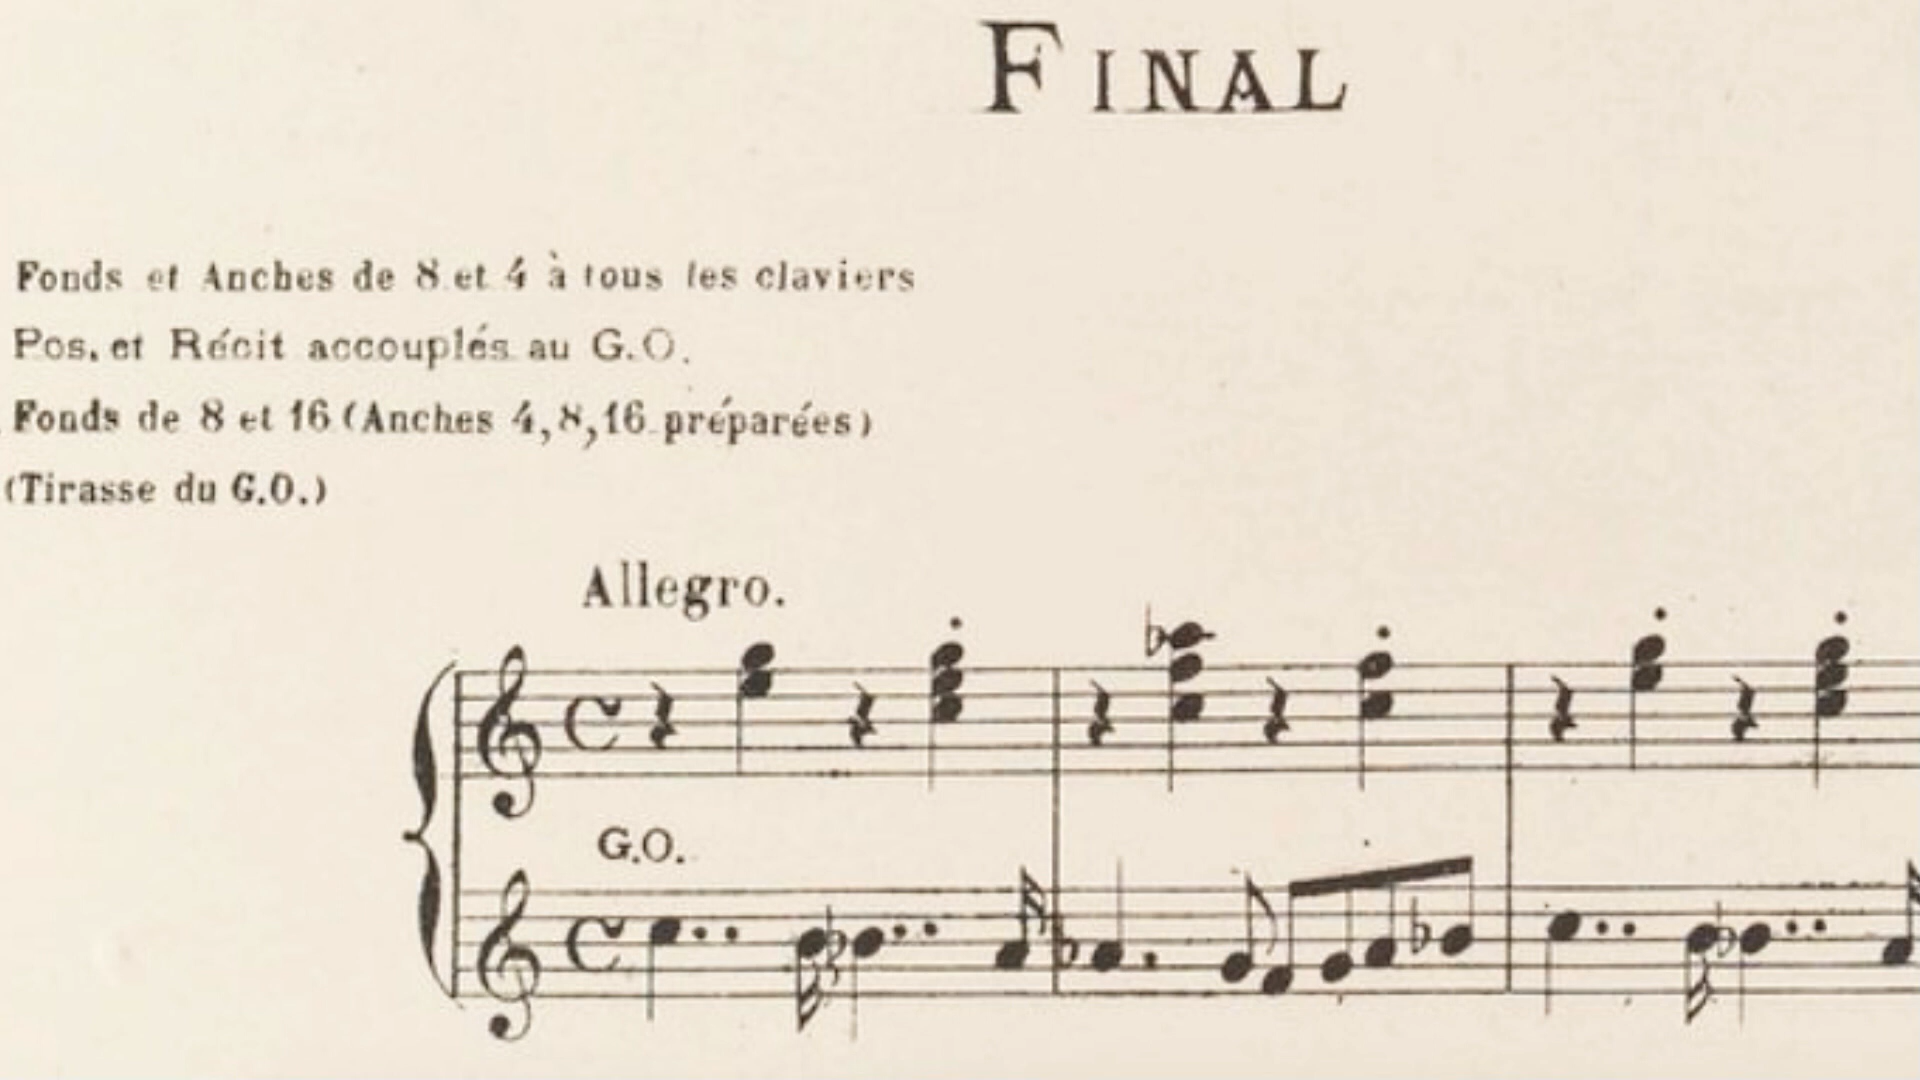 FINAL
Fonds et Anches de 8 et 4 à tous les claviers
Pos. et Récit accouplés au G.O.
Fonds de 8 et 16 (Anches 4, 8, 16 préparées)
(Tirasse du G.O.)
Allegro.
G.O.